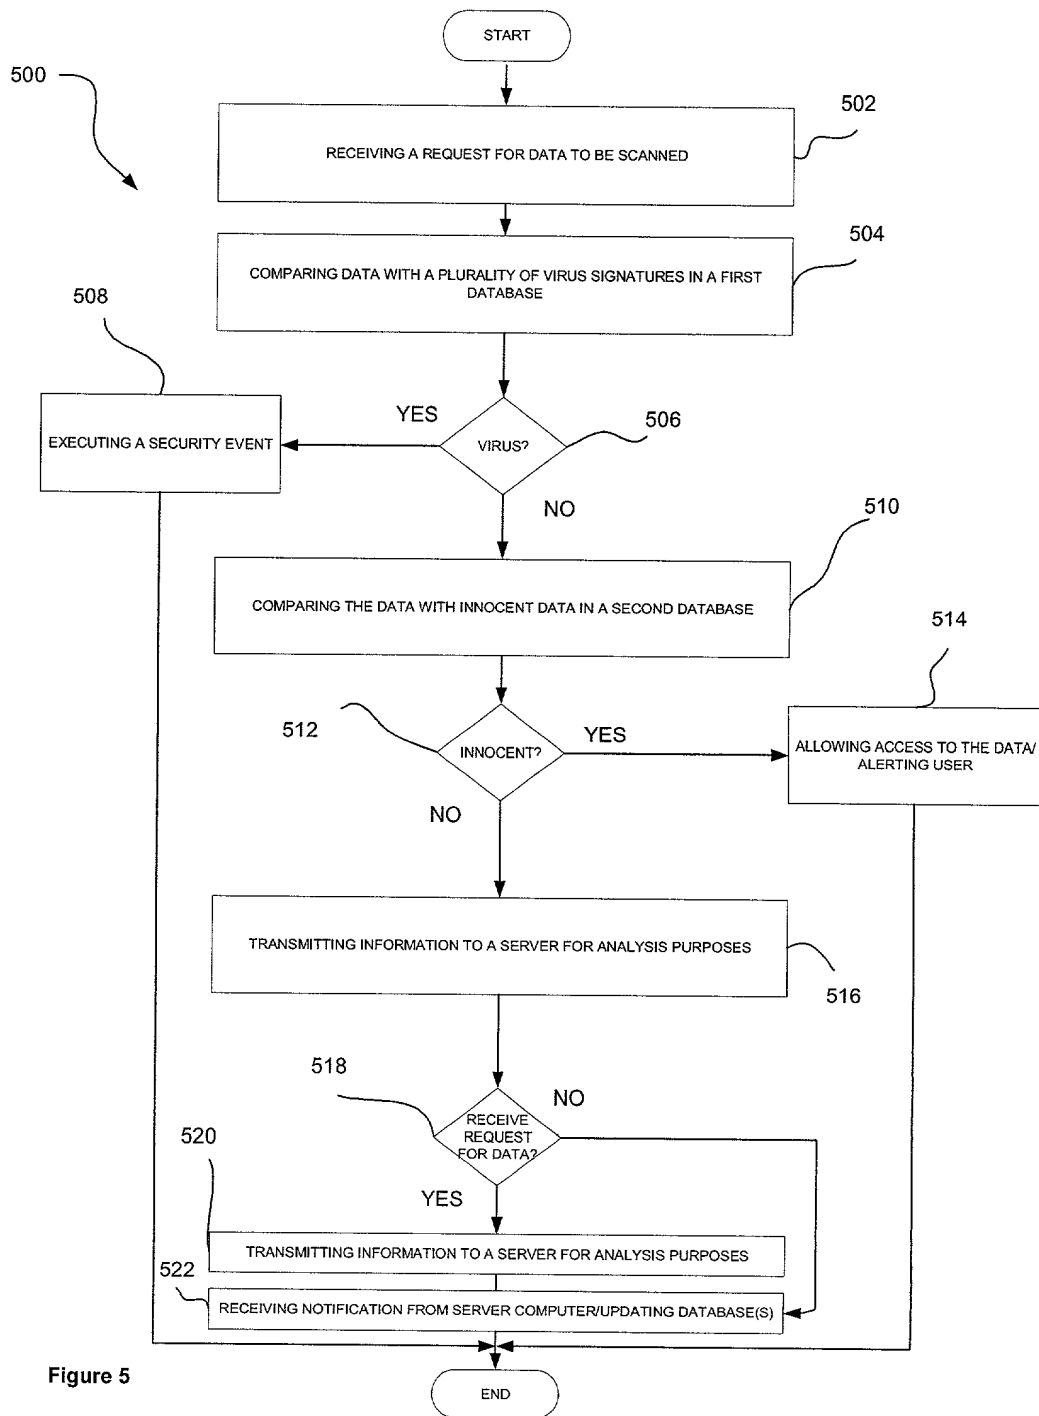 START
500
502
RECEIVING A REQUEST FOR DATA TO BE SCANNED
504
COMPARING DATA WITH A PLURALITY OF VIRUS SIGNATURES IN A FIRST
DATABASE
508
YES
506
EXECUTING A SECURITY EVENT
VIRUS?
NO
510
COMPARING THE DATA WITH INNOCENT DATA IN A SECOND DATABASE
514
512
YES
INNOCENT?
ALLOWING ACCESS TO THE DATA/
ALERTING USER
NO
TRANSMITTING INFORMATION TO A SERVER FOR ANALYSIS PURPOSES
516
518
NO
RECEIVE
REQUEST
FOR DATA?
520
YES
TRANSMITTING INFORMATION TO A SERVER FOR ANALYSIS PURPOSES
522
RECEIVING NOTIFICATION FROM SERVER COMPUTER/UPDATING DATABASE(S)
Figure 5
END